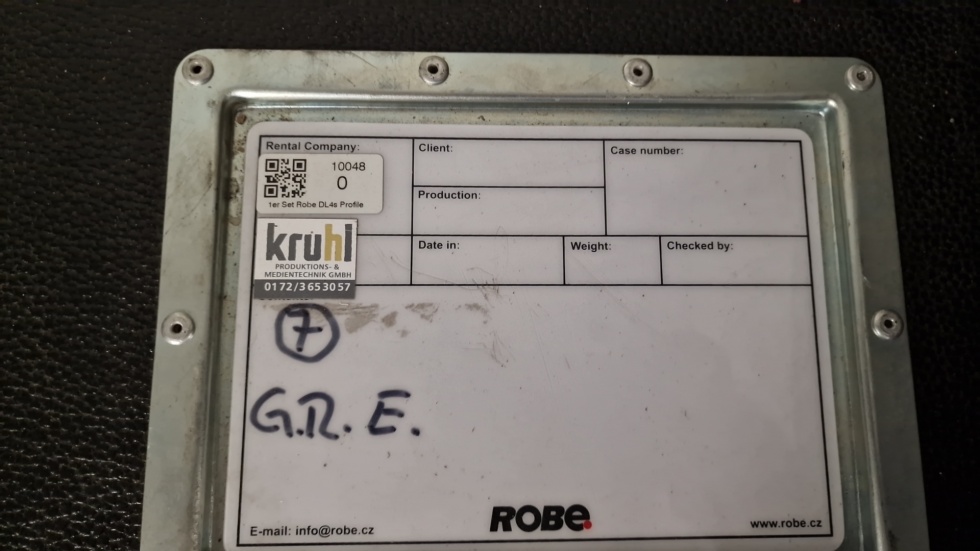 Rental Company:
Client:
Case number:
10048
0
1er Set Robe DL4s Profile
Production:
kruhl
PRODUKTIONS- &
MEDIENTECHNIK GMBH
0172/3653057
Date in:
Weight:
Checked by:
7
G.R.E.
E-mail: info@robe.cz
ROBE
www.robe.cz